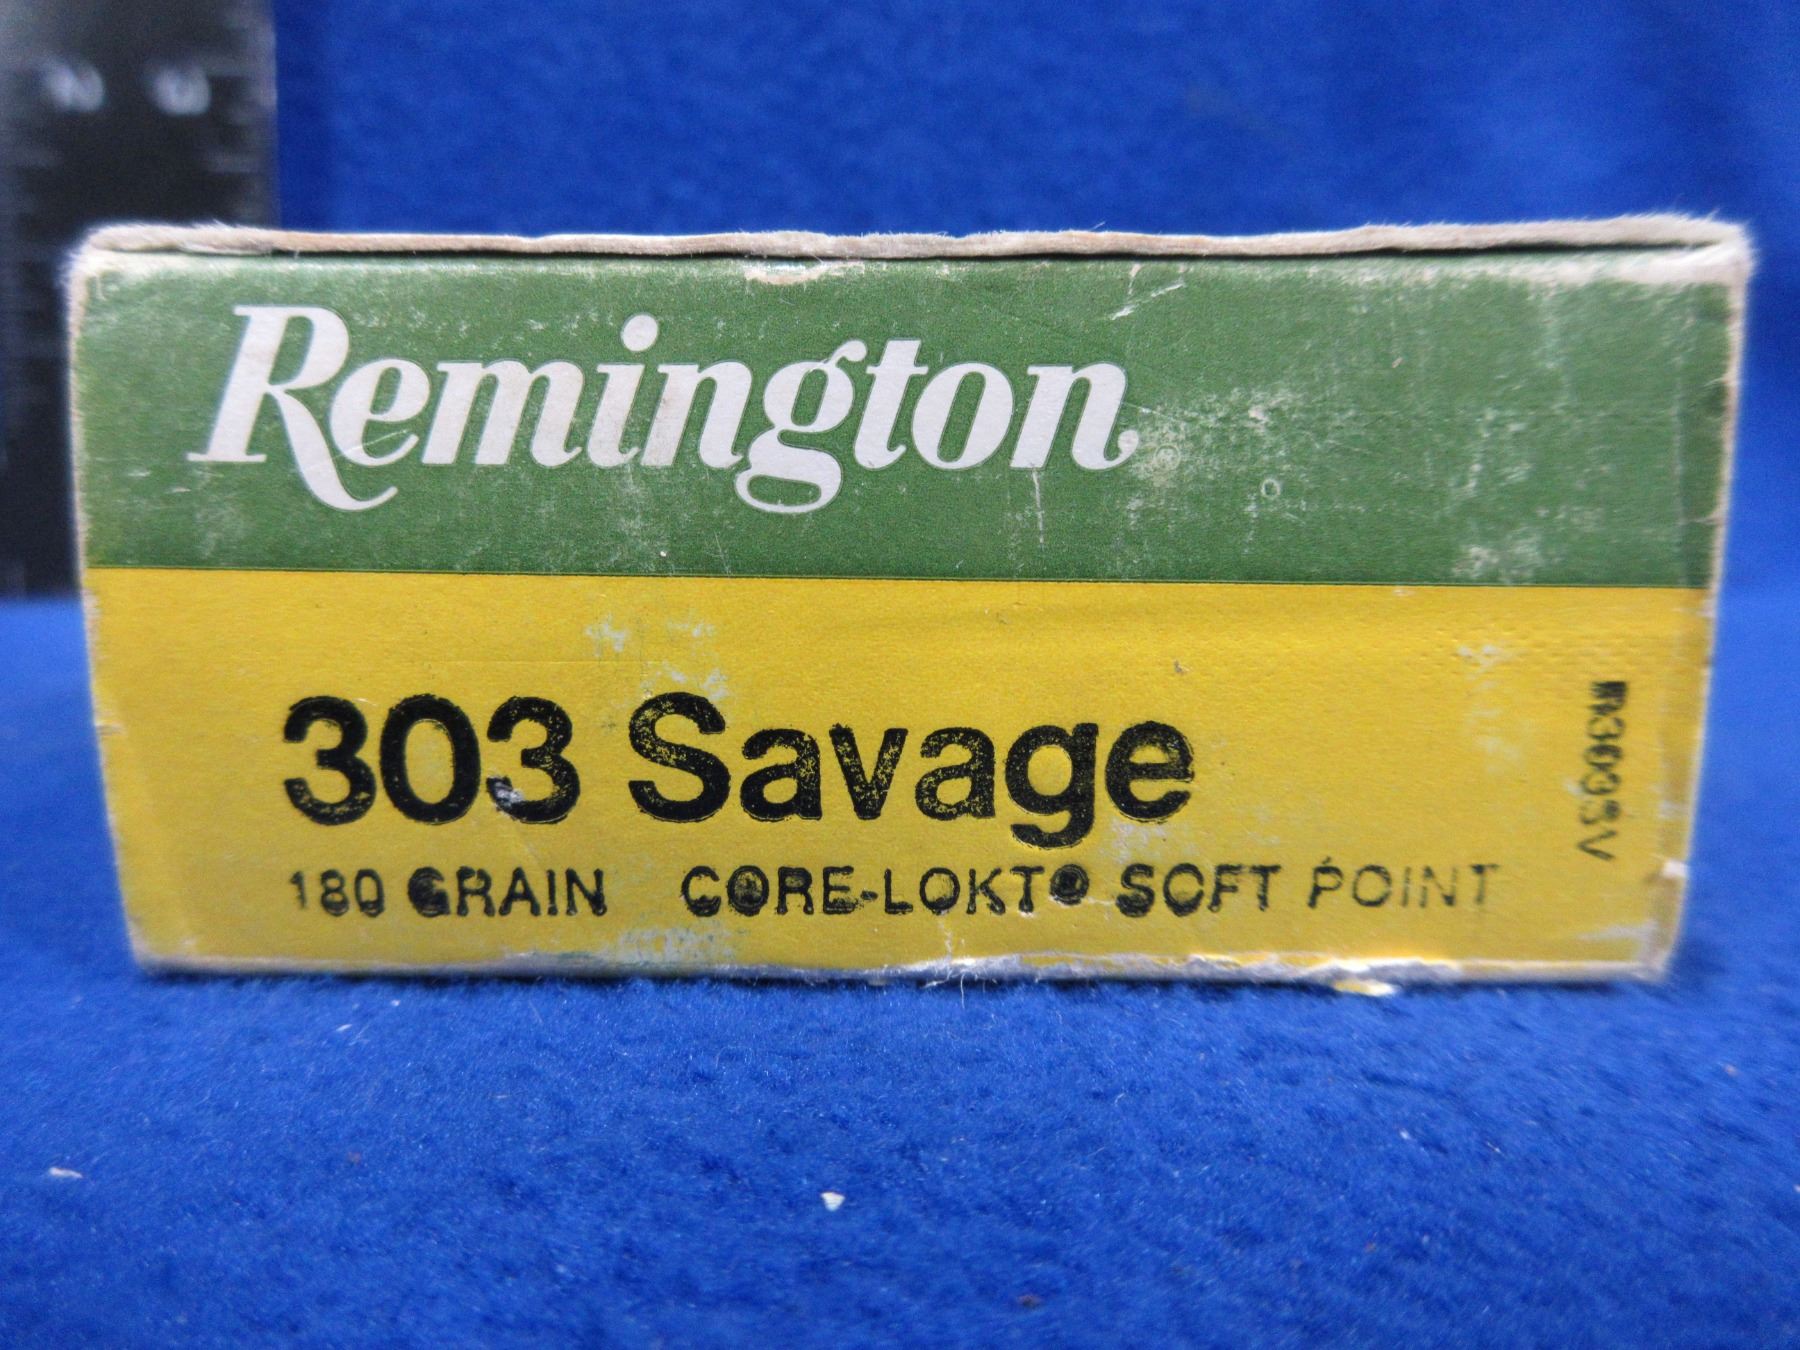 Remington
303 Savage
180 GRAIN CORE-LOKT® SOFT POINT
R303SV